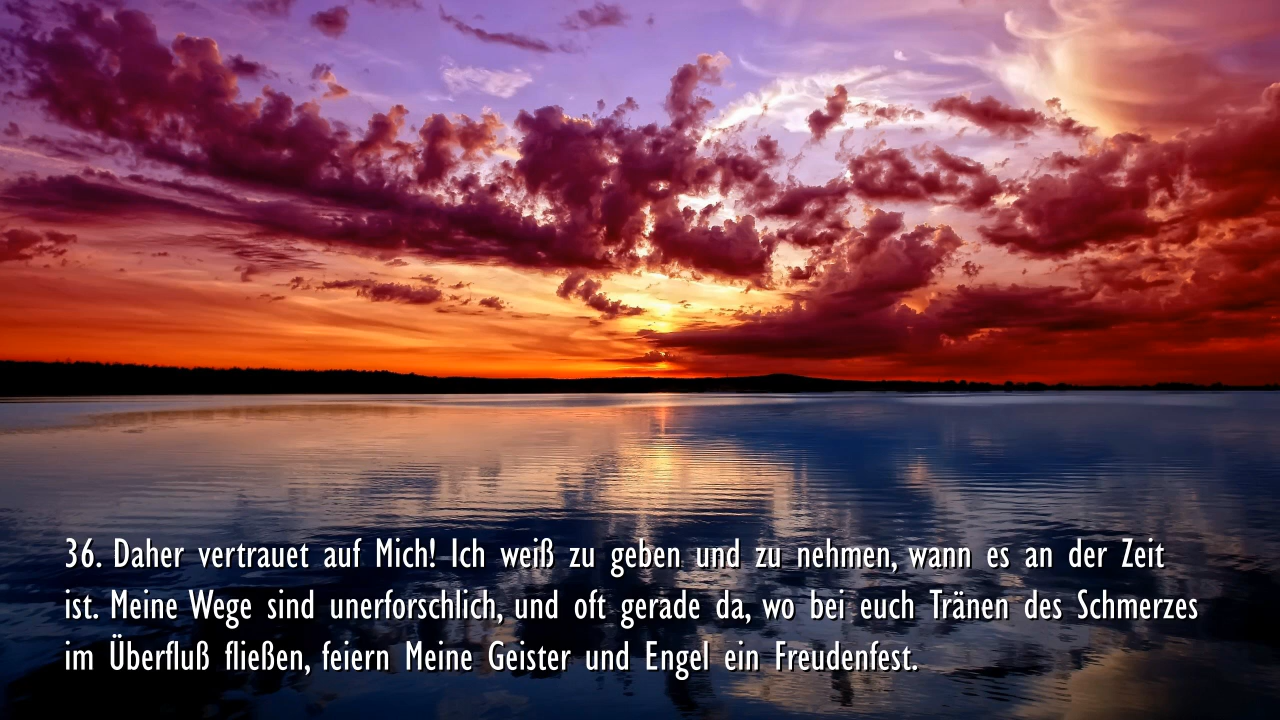 36. Daher vertrauet auf Mich! Ich weiß zu geben und zu nehmen, wann es an der Zeit
ist. Meine Wege sind unerforschlich, und oft gerade da, wo bei euch Tränen des Schmerzes
im Überfluß fließen, feiern Meine Geister und Engel ein Freudenfest.